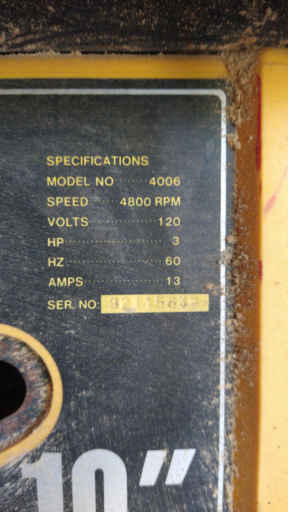 SPECIFICATIONS
MODEL NO ······ 4006
SPEED ······ 4800 RPM
VOLTS ·············· 120
HP ······················ 3
HZ ····················· 60
AMPS ················ 13
SER. NO:
10"